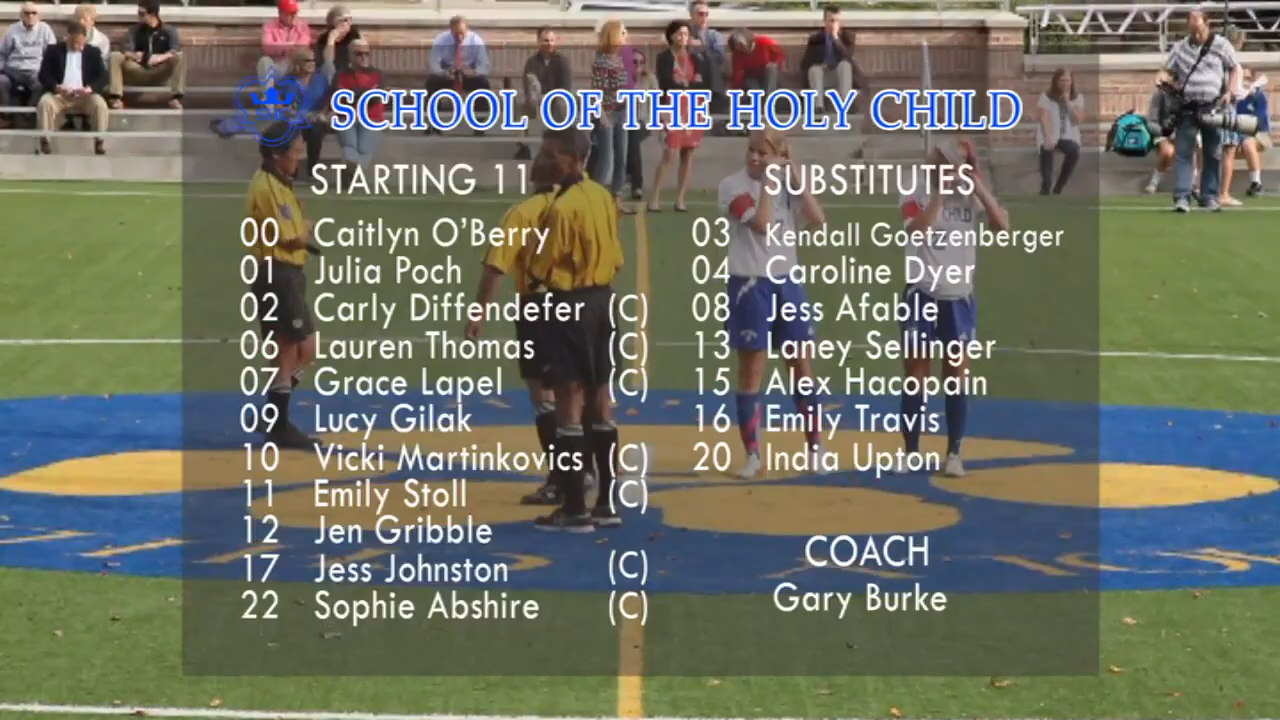 SCHOOL OF THE HOLY CHILD
STARTING 11
00 Caitlyn O'Berry
01 Julia Poch
02 Carly Diffendefer (C)
06 Lauren Thomas (C)
07 Grace Lapel (C)
09 Lucy Gilak
10 Vicki Martinkovics (C)
11 Emily Stoll (C)
12 Jen Gribble
17 Jess Johnston (C)
22 Sophie Abshire (C)
SUBSTITUTES
03 Kendall Goetzenberger
04 Caroline Dyer
08 Jess Afable
13 Laney Sellinger
15 Alex Hacopain
16 Emily Travis
20 India Upton
COACH
Gary Burke
CHILD